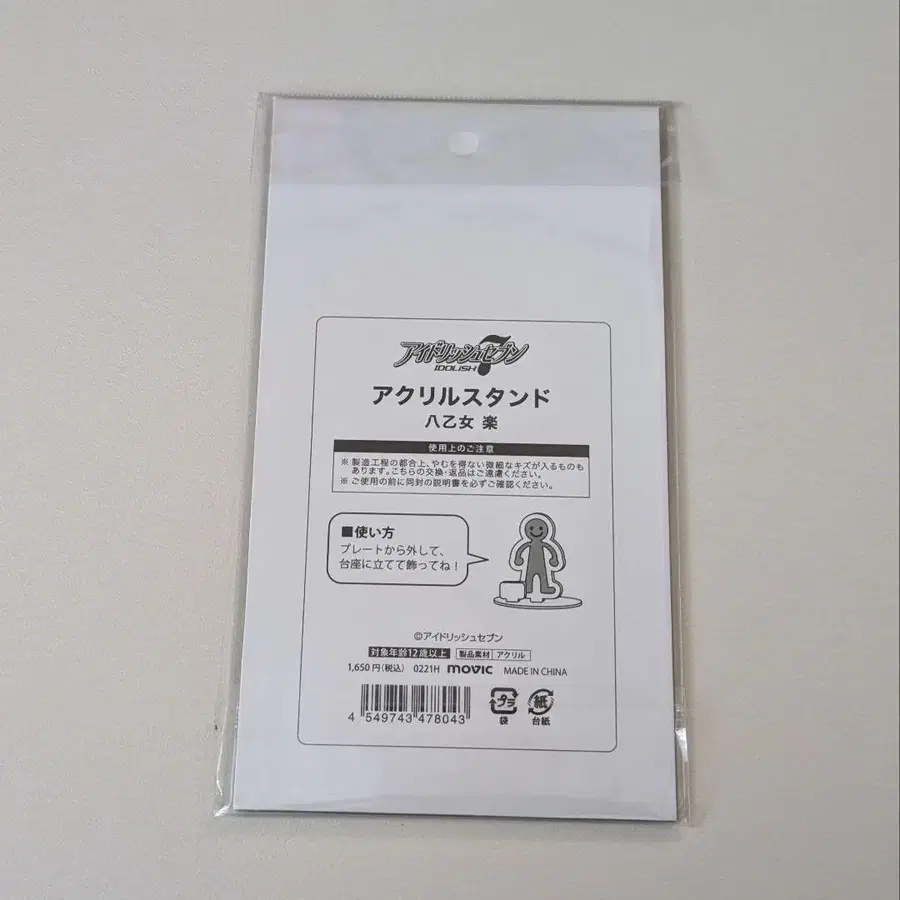 アイドリッシュセブン
IDOLISH 7
アクリルスタンド
八乙女 楽
使用上のご注意
※製造工程の都合上、やむを得ない微細なキズが入るものも
あります。こちらの交換・返品はご遠慮ください。
※ご使用の前に同封の説明書を必ずご確認ください。
■使い方
プレートから外して、
台座に立てて飾ってね!
©アイドリッシュセブン
対象年齢12歳以上 製品素材 アクリル
1,650円(税込) 0221H movic MADE IN CHINA
4 549743 478043
プラ 紙
袋 台紙